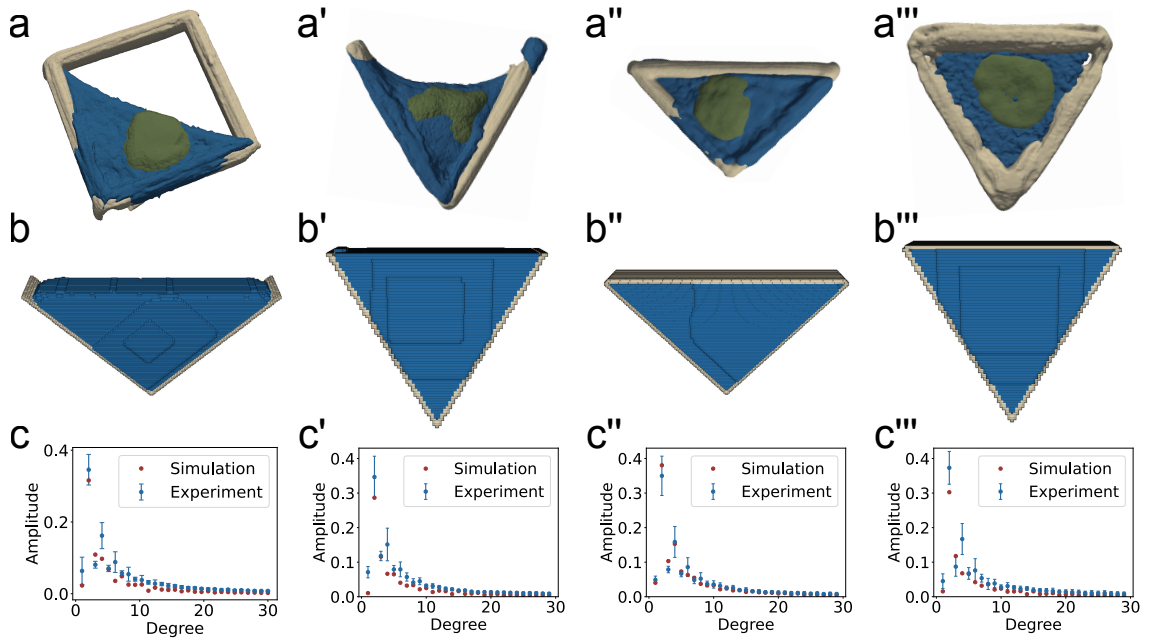 a a' a'' a'''
b b' b'' b'''
c c' c'' c'''
0.4 0.2 0.0
Amplitude
Simulation
Experiment
0 10 20 30
Degree
0.4 0.3 0.2 0.1 0.0
Amplitude
Simulation
Experiment
0 10 20 30
Degree
0.4 0.3 0.2 0.1 0.0
Amplitude
Simulation
Experiment
0 10 20 30
Degree
0.4 0.3 0.2 0.1 0.0
Amplitude
Simulation
Experiment
0 10 20 30
Degree